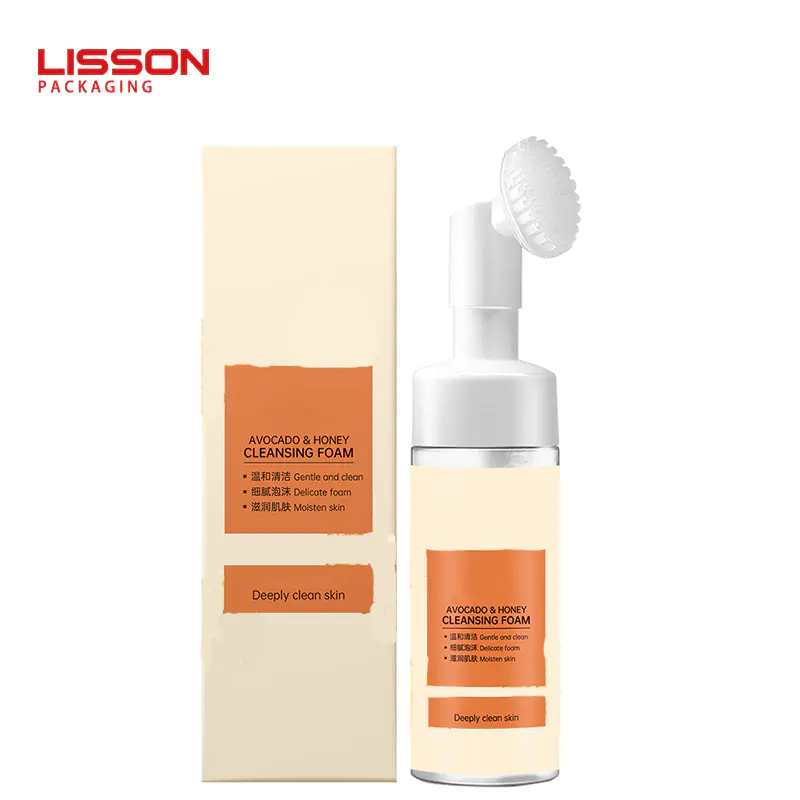 LISSON
PACKAGING
AVOCADO & HONEY
CLEANSING FOAM
▪ 温和清洁 Gentle and clean
▪ 细腻泡沫 Delicate foam
▪ 滋润肌肤 Moisten skin
Deeply clean skin
AVOCADO & HONEY
CLEANSING FOAM
▪ 温和清洁 Gentle and clean
▪ 细腻泡沫 Delicate foam
▪ 滋润肌肤 Moisten skin
Deeply clean skin